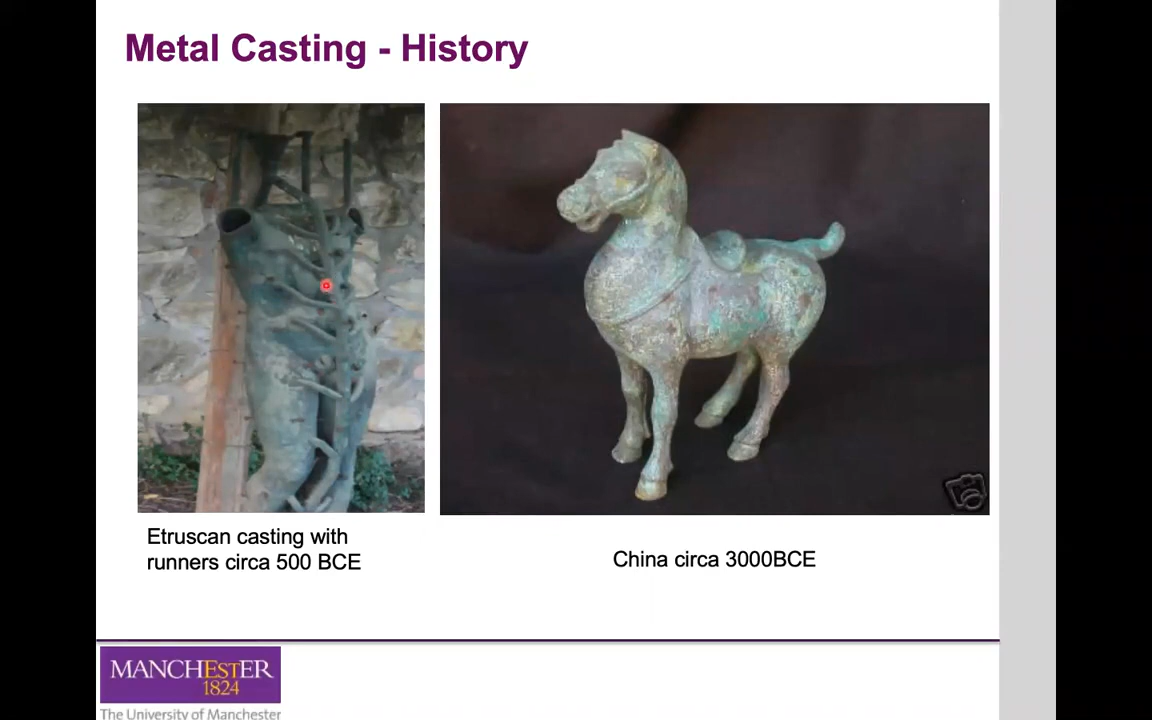 Metal Casting - History
Etruscan casting with
runners circa 500 BCE
China circa 3000BCE
MANCHESTER
1824
The University of Manchester